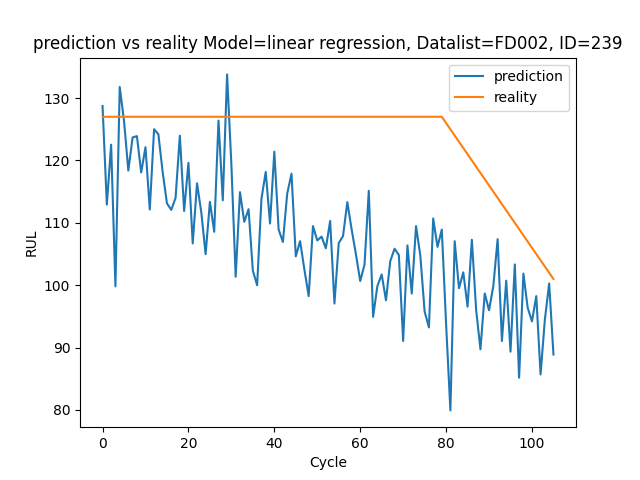 prediction vs reality Model=linear regression, Datalist=FD002, ID=239
prediction
reality
130
120
110
100
90
80
RUL
0
20
40
60
80
100
Cycle